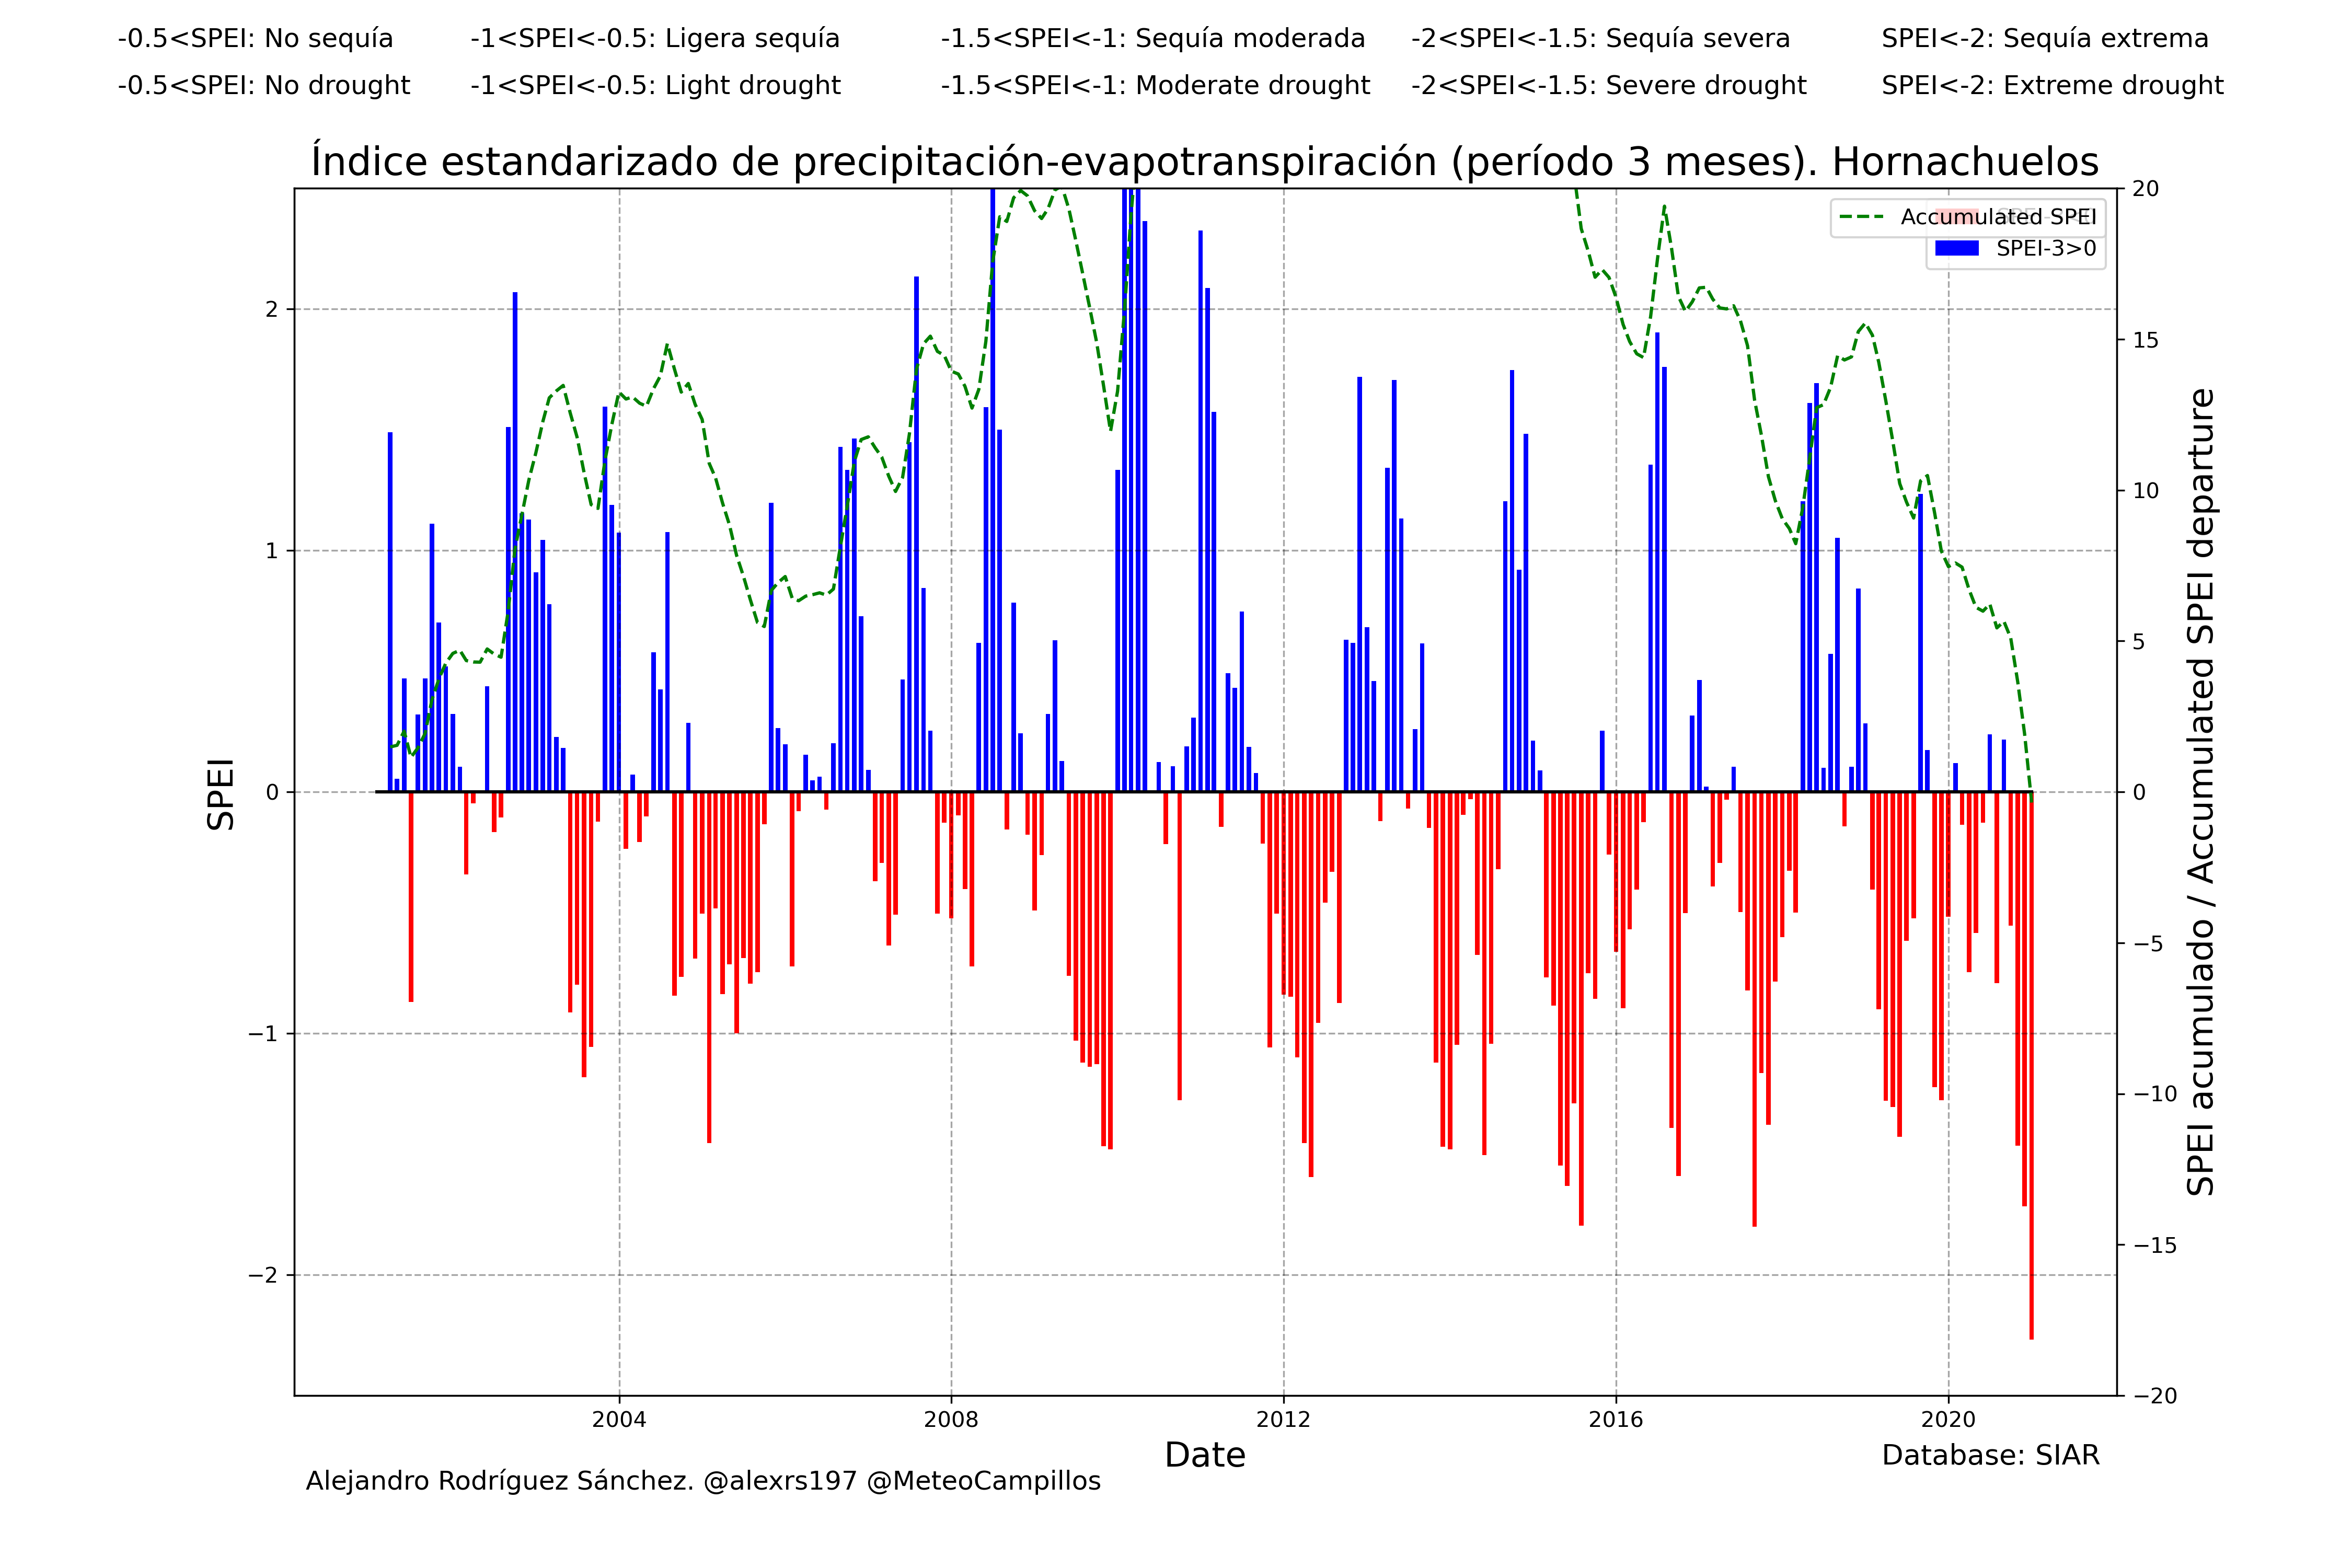 -0.5<SPEI: No sequía -1<SPEI<-0.5: Ligera sequía -1.5<SPEI<-1: Sequía moderada -2<SPEI<-1.5: Sequía severa SPEI<-2: Sequía extrema
-0.5<SPEI: No drought -1<SPEI<-0.5: Light drought -1.5<SPEI<-1: Moderate drought -2<SPEI<-1.5: Severe drought SPEI<-2: Extreme drought
Índice estandarizado de precipitación-evapotranspiración (período 3 meses). Hornachuelos
Accumulated SPEI
SPEI-3>0
SPEI
2
1
0
−1
−2
20
15
10
5
0
−5
−10
−15
−20
SPEI acumulado / Accumulated SPEI departure
2004 2008 2012 2016 2020
Date
Database: SIAR
Alejandro Rodríguez Sánchez. @alexrs197 @MeteoCampillos